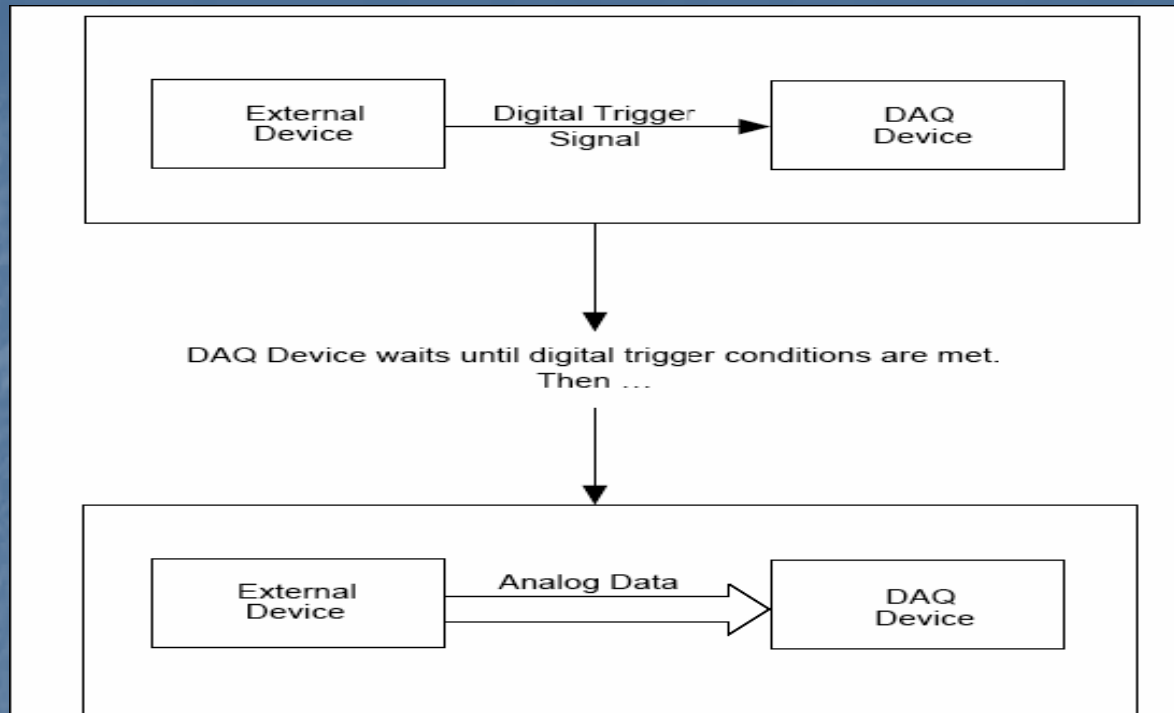 External
Device
Digital Trigger
Signal
DAQ
Device
DAQ Device waits until digital trigger conditions are met.
Then ...
External
Device
Analog Data
DAQ
Device